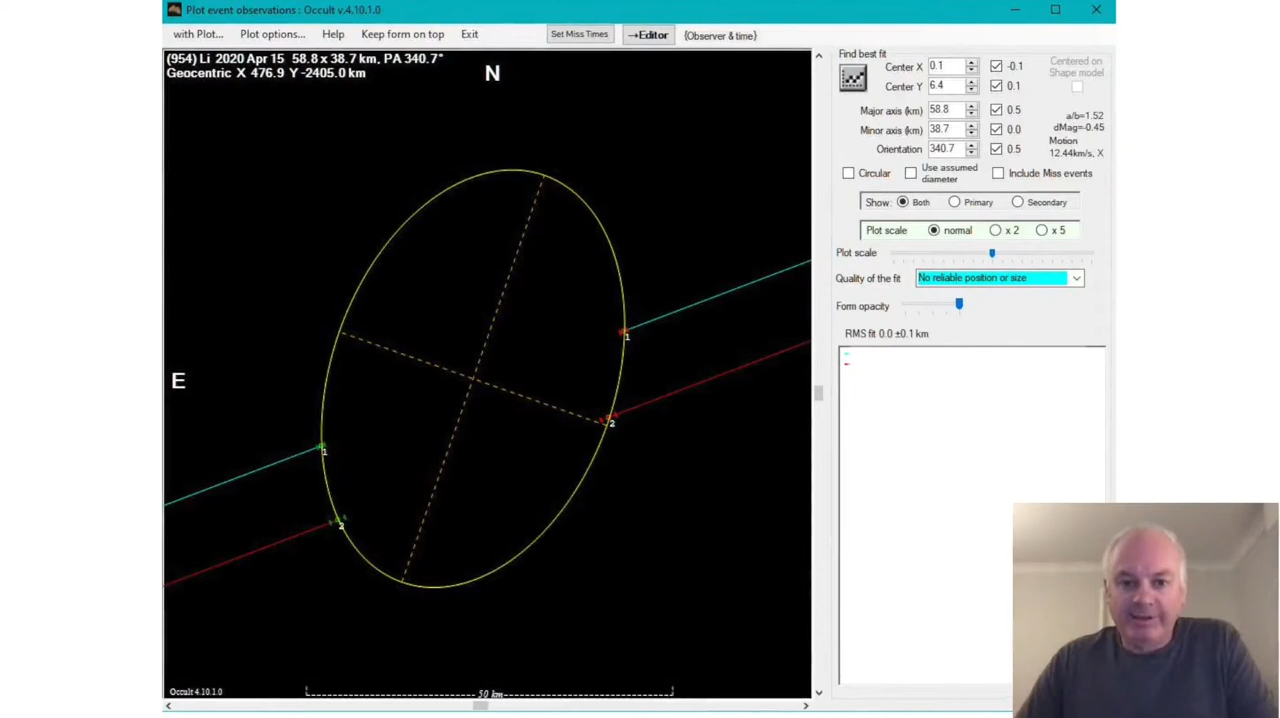 Plot event observations : Occult v.4.10.1.0
with Plot... Plot options... Help Keep form on top Exit Set Miss Times →Editor {Observer & time}
(954) Li 2020 Apr 15 58.8 x 38.7 km, PA 340.7°
Geocentric X 476.9 Y -2405.0 km
N
E
1
2
1
2
50 km
Occult 4.10.1.0
Find best fit
Center X 0.1 -0.1
Center Y 6.4 0.1
Centered on
Shape model
Major axis (km) 58.8 0.5
Minor axis (km) 38.7 0.0
Orientation 340.7 0.5
a/b=1.52
dMag=-0.45
Motion
12.44km/s, X
Circular Use assumed diameter Include Miss events
Show: Both Primary Secondary
Plot scale normal x 2 x 5
Plot scale
Quality of the fit No reliable position or size
Form opacity
RMS fit 0.0 ±0.1 km